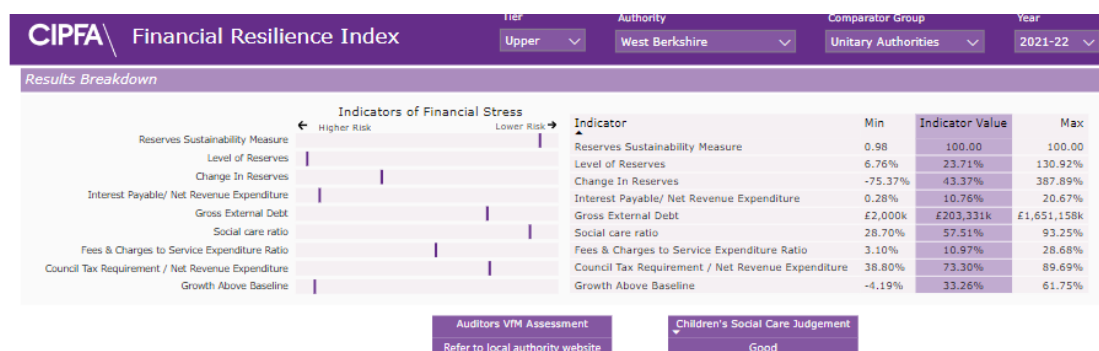 Tier Authority Comparator Group Year
CIPFA\ Financial Resilience Index Upper West Berkshire Unitary Authorities 2021-22
Results Breakdown
Indicators of Financial Stress
← Higher Risk Lower Risk →
Reserves Sustainability Measure
Level of Reserves
Change In Reserves
Interest Payable/ Net Revenue Expenditure
Gross External Debt
Social care ratio
Fees & Charges to Service Expenditure Ratio
Council Tax Requirement / Net Revenue Expenditure
Growth Above Baseline
Indicator Min Indicator Value Max
Reserves Sustainability Measure 0.98 100.00 100.00
Level of Reserves 6.76% 23.71% 130.92%
Change In Reserves -75.37% 43.37% 387.89%
Interest Payable/ Net Revenue Expenditure 0.28% 10.76% 20.67%
Gross External Debt £2,000k £203,331k £1,651,158k
Social care ratio 28.70% 57.51% 93.25%
Fees & Charges to Service Expenditure Ratio 3.10% 10.97% 28.68%
Council Tax Requirement / Net Revenue Expenditure 38.80% 73.30% 89.69%
Growth Above Baseline -4.19% 33.26% 61.75%
Auditors VfM Assessment
Refer to local authority website
Children's Social Care Judgement
Good